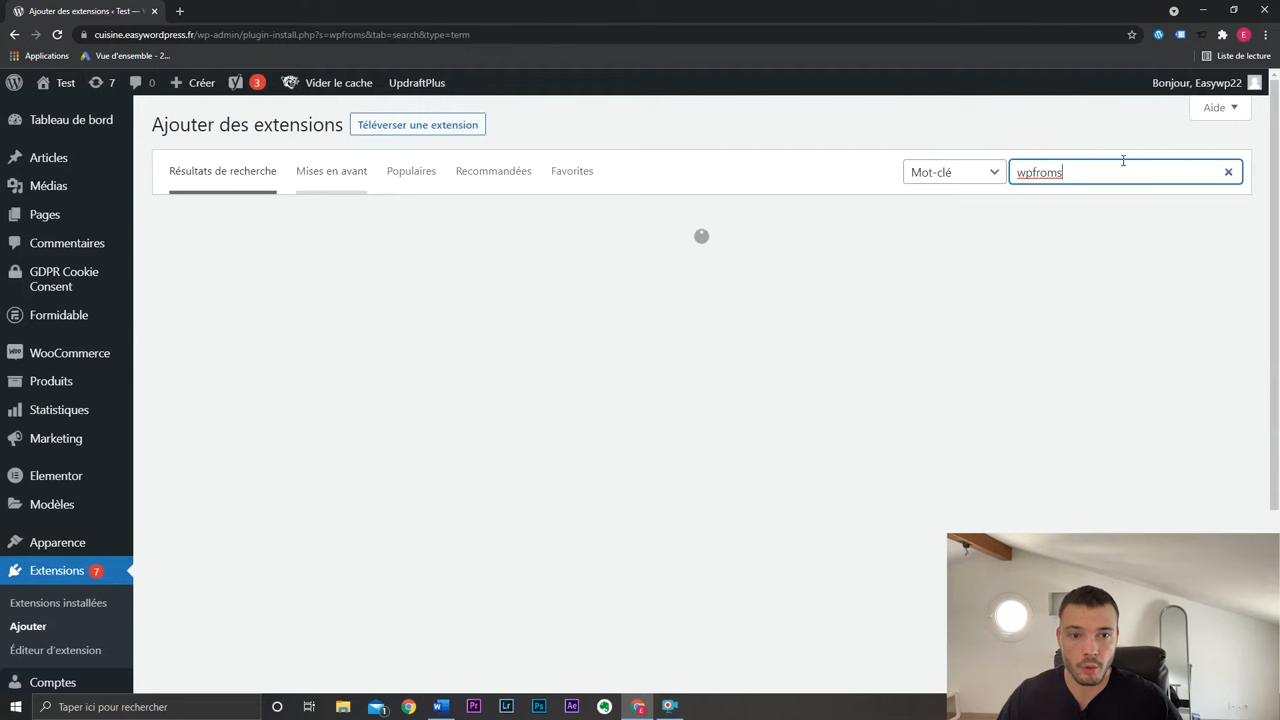 Ajouter des extensions ‹ Test — 
cuisine.easywordpress.fr/wp-admin/plugin-install.php?s=wpfroms&tab=search&type=term
Applications
Vue d'ensemble - 2...
Liste de lecture
Test
7
0
Créer
3
Vider le cache
UpdraftPlus
Bonjour, Easywp22
Aide
Ajouter des extensions
Téléverser une extension
Résultats de recherche
Mises en avant
Populaires
Recommandées
Favorites
Mot-clé
wpfroms
Tableau de bord
Articles
Médias
Pages
Commentaires
GDPR Cookie
Consent
Formidable
WooCommerce
Produits
Statistiques
Marketing
Elementor
Modèles
Apparence
Extensions 7
Extensions installées
Ajouter
Éditeur d'extension
Comptes
Taper ici pour rechercher